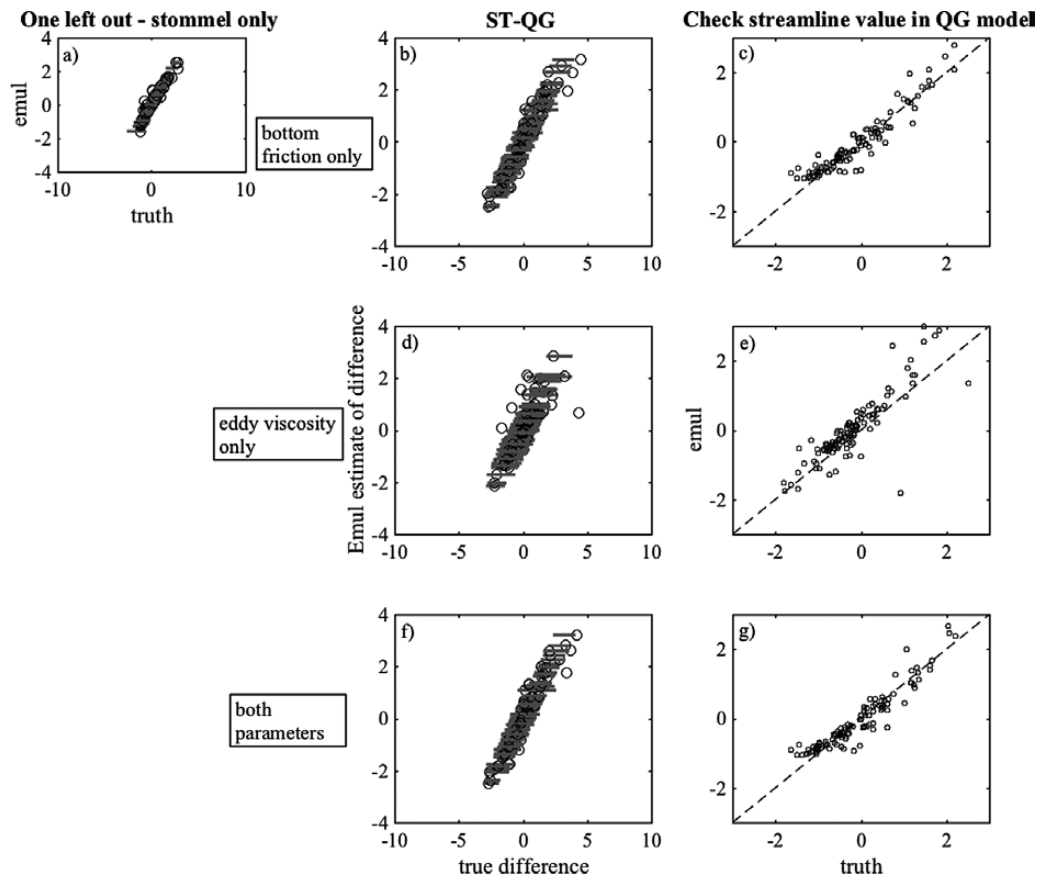 One left out - stommel only
ST-QG
Check streamline value in QG model
a)
emul
4
2
0
-2
-4
-10
0
10
truth
bottom
friction only
b)
4
2
0
-2
-4
-10
-5
0
5
10
c)
2
0
-2
-2
0
2
eddy viscosity
only
d)
Emul estimate of difference
4
2
0
-2
-4
-10
-5
0
5
10
e)
emul
2
0
-2
-2
0
2
both
parameters
f)
4
2
0
-2
-4
-10
-5
0
5
10
true difference
g)
2
0
-2
-2
0
2
truth